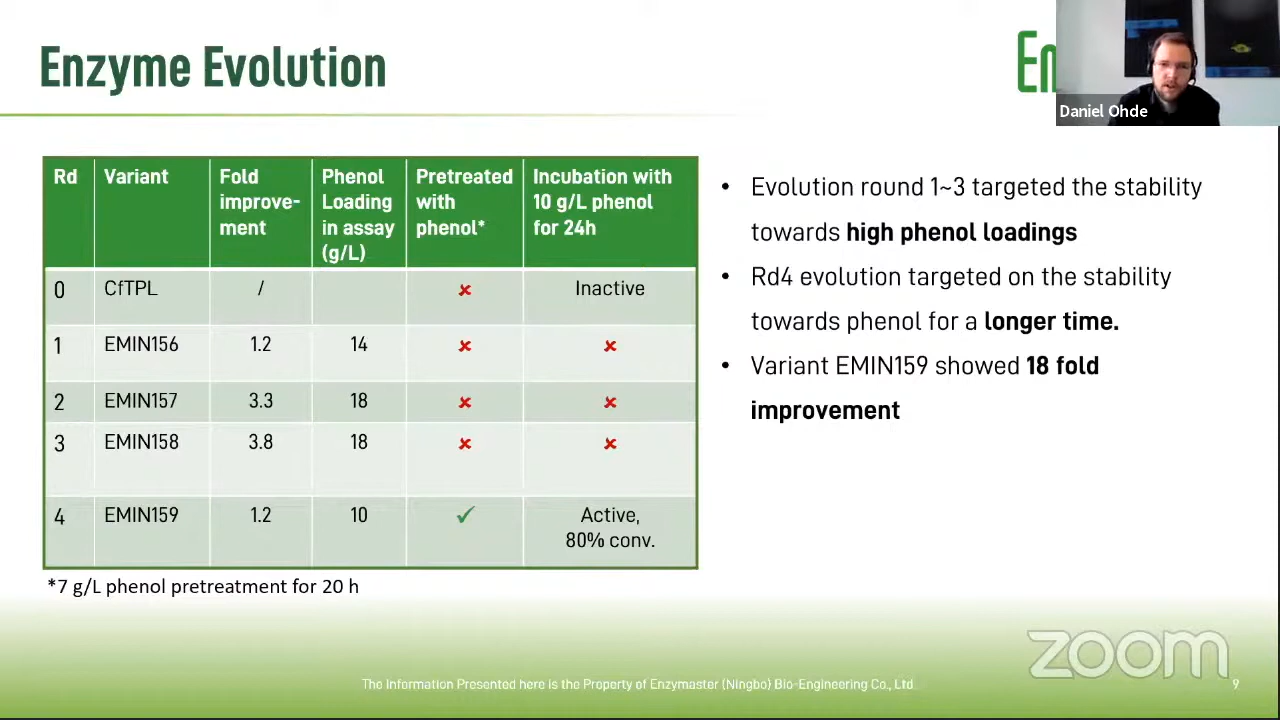 Enzyme Evolution
Daniel Ohde
Rd Variant Fold improve-ment Phenol Loading in assay (g/L) Pretreated with phenol* Incubation with 10 g/L phenol for 24h
0 CfTPL / ✗ Inactive
1 EMIN156 1.2 14 ✗ ✗
2 EMIN157 3.3 18 ✗ ✗
3 EMIN158 3.8 18 ✗ ✗
4 EMIN159 1.2 10 ✓ Active, 80% conv.
*7 g/L phenol pretreatment for 20 h
• Evolution round 1~3 targeted the stability
towards high phenol loadings
• Rd4 evolution targeted on the stability
towards phenol for a longer time.
• Variant EMIN159 showed 18 fold
improvement
zoom
The Information Presented here is the Property of Enzymaster (Ningbo) Bio-Engineering Co., Ltd.
9